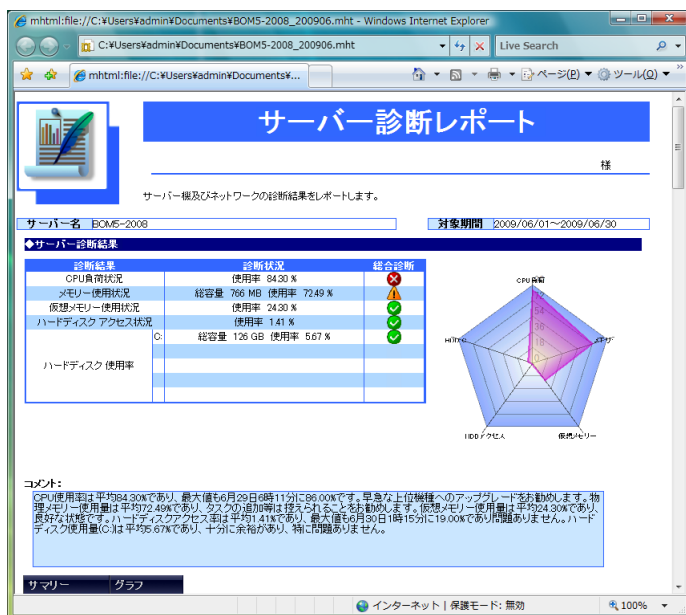 mhtml:file://C:¥Users¥admin¥Documents¥BOM5-2008_200906.mht - Windows Internet Explorer
C:¥Users¥admin¥Documents¥BOM5-2008_200906.mht
Live Search
mhtml:file://C:¥Users¥admin¥Documents¥...
ページ(P) ツール(O)
サーバー診断レポート
様
サーバー機及びネットワークの診断結果をレポートします。
サーバー名 BOM5-2008 対象期間 2009/06/01～2009/06/30
◆サーバー診断結果
診断結果 診断状況 総合診断
CPU負荷状況 使用率 84.30 %
メモリー使用状況 総容量 766 MB 使用率 72.49 %
仮想メモリー使用状況 使用率 24.30 %
ハードディスク アクセス状況 使用率 1.41 %
ハードディスク 使用率 C: 総容量 126 GB 使用率 5.67 %
CPU 負荷
54
36
18
0
HDDアクセス 仮想メモリー
コメント:
CPU使用率は平均84.30%であり、最大値も6月29日6時11分に86.00%です。早急な上位機種へのアップグレードをお勧めします。物
理メモリー使用量は平均72.49%であり、タスクの追加等は控えられることをお勧めします。仮想メモリー使用量は平均24.30%であり、
良好な状態です。ハードディスクアクセス率は平均1.41%であり、最大値も6月30日1時15分に19.00%であり問題ありません。ハード
ディスク使用量(C:)は平均5.67%であり、十分に余裕があり、特に問題ありません。
サマリー グラフ
インターネット | 保護モード: 無効 100%